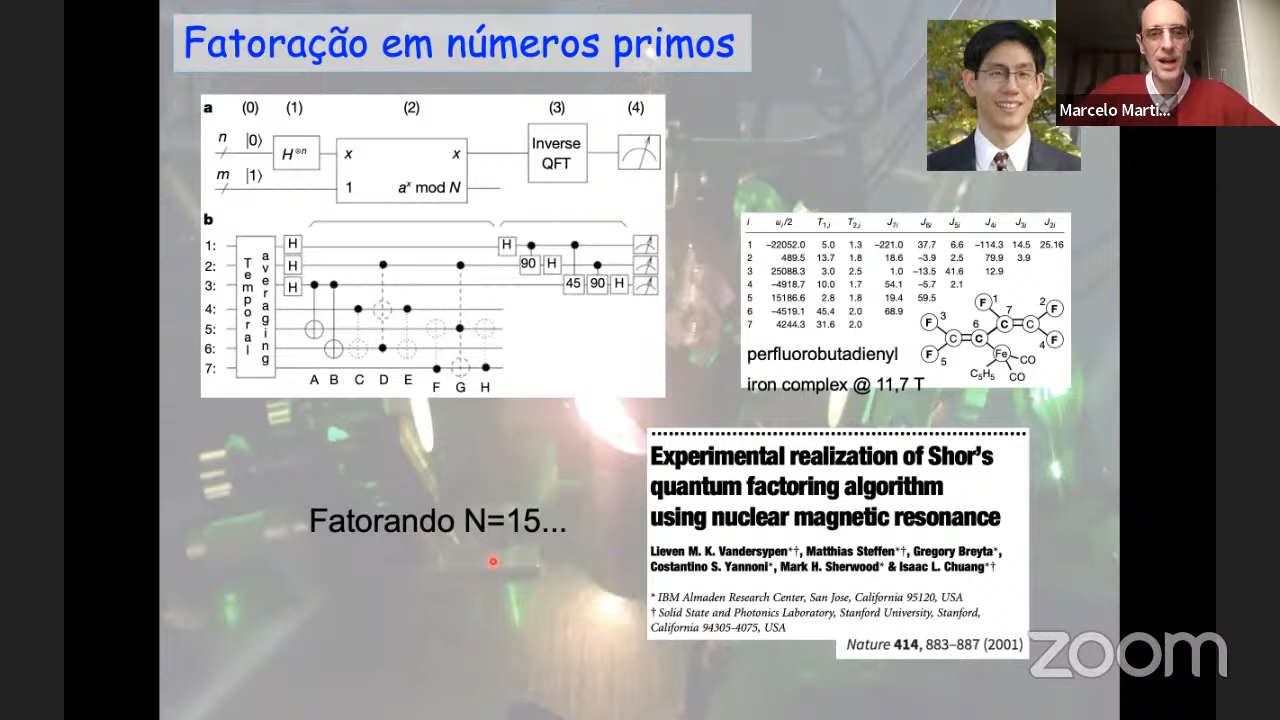 Fatoração em números primos
Marcelo Marti...
a (0) (1) (2) (3) (4)
n |0⟩ H⊗n x x Inverse QFT
m |1⟩ 1 aˣ mod N
b
Temporal averaging
1: H H
2: H 90 H
3: H 45 90 H
4:
5:
6:
7:
A B C D E F G H
i ωᵢ/2 T₁,ᵢ T₂,ᵢ J₇ᵢ J₆ᵢ J₅ᵢ J₄ᵢ J₃ᵢ J₂ᵢ
1 −22052.0 5.0 1.3 −221.0 37.7 6.6 −114.3 14.5 25.16
2 489.5 13.7 1.8 18.6 −3.9 2.5 79.9 3.9
3 25088.3 3.0 2.5 1.0 −13.5 41.6 12.9
4 −4918.7 10.0 1.7 54.1 −5.7 2.1
5 15186.6 2.8 1.8 19.4 59.5
6 −4519.1 45.4 2.0 68.9
7 4244.3 31.6 2.0
F 1 7 2 F
F 3 6 C=C
C=C 4 F
F 5 Fe CO
C₅H₅ CO
perfluorobutadienyl
iron complex @ 11,7 T
Experimental realization of Shor's
quantum factoring algorithm
using nuclear magnetic resonance
Lieven M. K. Vandersypen*†, Matthias Steffen*†, Gregory Breyta*,
Costantino S. Yannoni*, Mark H. Sherwood* & Isaac L. Chuang*†
* IBM Almaden Research Center, San Jose, California 95120, USA
† Solid State and Photonics Laboratory, Stanford University, Stanford,
California 94305-4075, USA
Nature 414, 883–887 (2001)
Fatorando N=15...
zoom